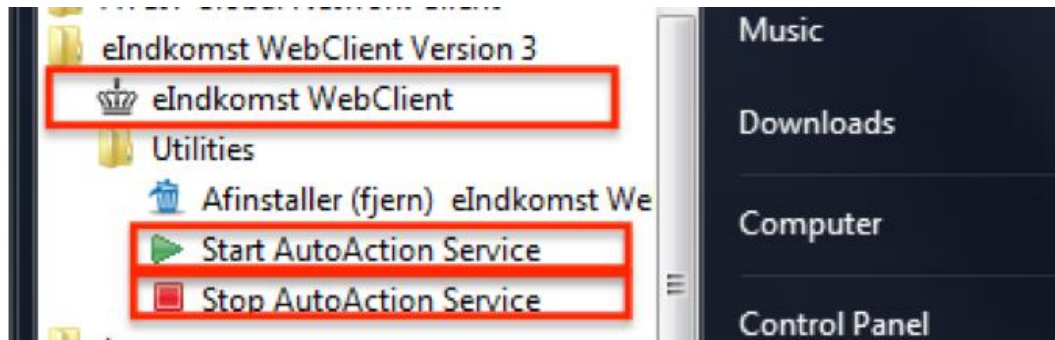 eIndkomst WebClient Version 3
eIndkomst WebClient
Utilities
Afinstaller (fjern) eIndkomst We
Start AutoAction Service
Stop AutoAction Service
Music
Downloads
Computer
Control Panel